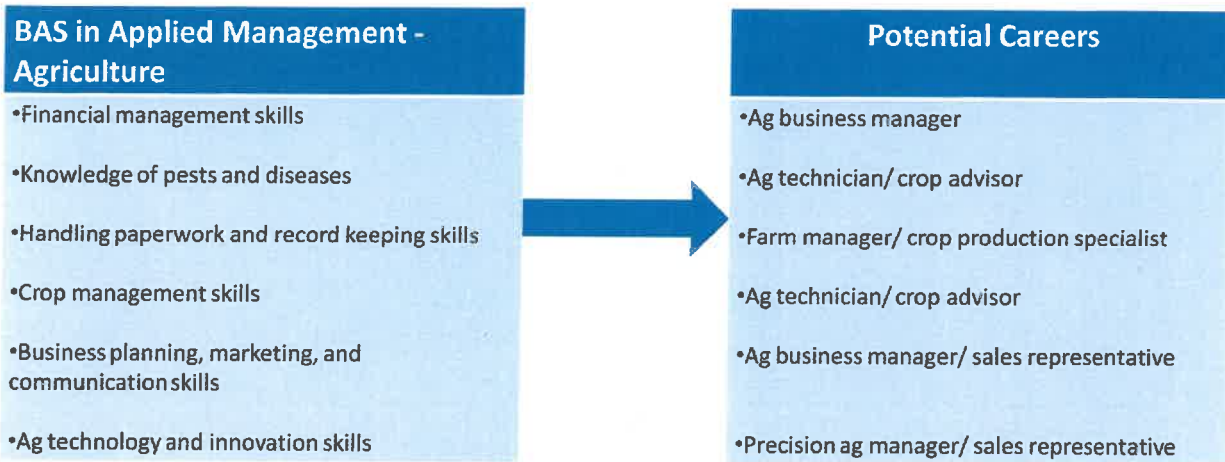 BAS in Applied Management -
Agriculture
•Financial management skills
•Knowledge of pests and diseases
•Handling paperwork and record keeping skills
•Crop management skills
•Business planning, marketing, and
communication skills
•Ag technology and innovation skills
Potential Careers
•Ag business manager
•Ag technician/ crop advisor
•Farm manager/ crop production specialist
•Ag technician/ crop advisor
•Ag business manager/ sales representative
•Precision ag manager/ sales representative